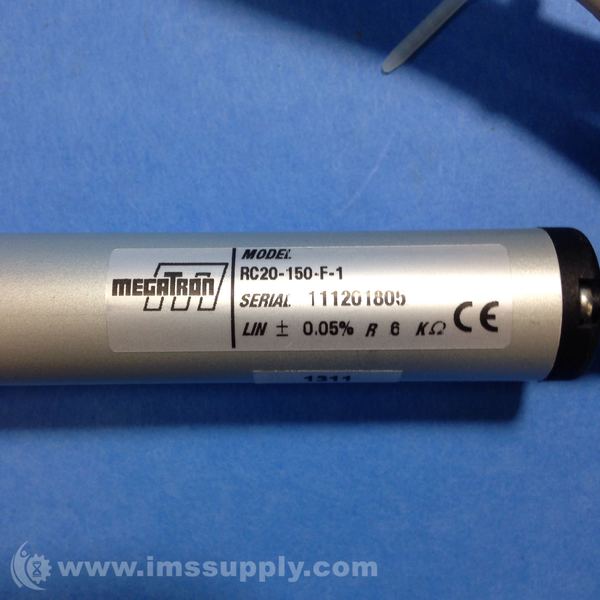 MEGATRON
MODEL
RC20-150-F-1
SERIAL 111201805
LIN ± 0.05% R 6 KΩ CE
1311
www.imssupply.com